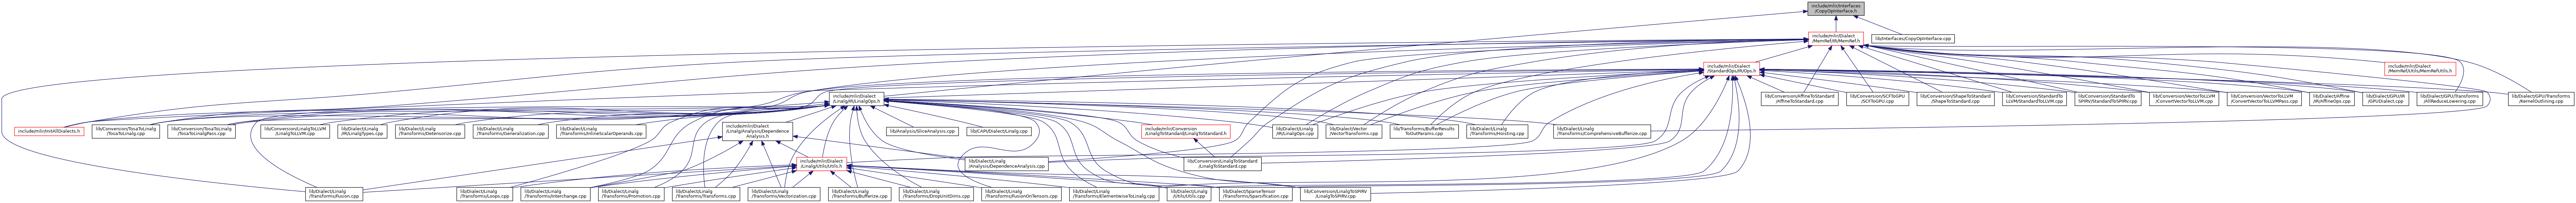 include/mlir/Interfaces
/CopyOpInterface.h
include/mlir/Dialect
/MemRef/IR/MemRef.h
lib/Interfaces/CopyOpInterface.cpp
include/mlir/Dialect
/StandardOps/IR/Ops.h
include/mlir/Dialect
/MemRef/Utils/MemRefUtils.h
include/mlir/Dialect
/Linalg/IR/LinalgOps.h
lib/Conversion/AffineToStandard
/AffineToStandard.cpp
lib/Conversion/SCFToGPU
/SCFToGPU.cpp
lib/Conversion/ShapeToStandard
/ShapeToStandard.cpp
lib/Conversion/StandardTo
LLVM/StandardToLLVM.cpp
lib/Conversion/StandardTo
SPIRV/StandardToSPIRV.cpp
lib/Conversion/VectorToLLVM
/ConvertVectorToLLVM.cpp
lib/Conversion/VectorToLLVM
/ConvertVectorToLLVMPass.cpp
lib/Dialect/Affine
/IR/AffineOps.cpp
lib/Dialect/GPU/IR
/GPUDialect.cpp
lib/Dialect/GPU/Transforms
/AllReduceLowering.cpp
lib/Dialect/GPU/Transforms
/KernelOutlining.cpp
include/mlir/InitAllDialects.h
lib/Conversion/TosaToLinalg
/TosaToLinalg.cpp
lib/Conversion/TosaToLinalg
/TosaToLinalgPass.cpp
lib/Conversion/LinalgToLLVM
/LinalgToLLVM.cpp
lib/Dialect/Linalg
/IR/LinalgTypes.cpp
lib/Dialect/Linalg
/Transforms/Detensorize.cpp
lib/Dialect/Linalg
/Transforms/Generalization.cpp
lib/Dialect/Linalg
/Transforms/InlineScalarOperands.cpp
include/mlir/Dialect
/Linalg/Analysis/Dependence
Analysis.h
lib/Analysis/SliceAnalysis.cpp
lib/CAPI/Dialect/Linalg.cpp
include/mlir/Conversion
/LinalgToStandard/LinalgToStandard.h
lib/Dialect/Linalg
/IR/LinalgOps.cpp
lib/Dialect/Vector
/VectorTransforms.cpp
lib/Transforms/BufferResults
ToOutParams.cpp
lib/Dialect/Linalg
/Transforms/Hoisting.cpp
lib/Dialect/Linalg
/Transforms/ComprehensiveBufferize.cpp
include/mlir/Dialect
/Linalg/Utils/Utils.h
lib/Dialect/Linalg
/Analysis/DependenceAnalysis.cpp
lib/Conversion/LinalgToStandard
/LinalgToStandard.cpp
lib/Dialect/Linalg
/Transforms/Fusion.cpp
lib/Dialect/Linalg
/Transforms/Loops.cpp
lib/Dialect/Linalg
/Transforms/Interchange.cpp
lib/Dialect/Linalg
/Transforms/Promotion.cpp
lib/Dialect/Linalg
/Transforms/Transforms.cpp
lib/Dialect/Linalg
/Transforms/Vectorization.cpp
lib/Dialect/Linalg
/Transforms/Bufferize.cpp
lib/Dialect/Linalg
/Transforms/DropUnitDims.cpp
lib/Dialect/Linalg
/Transforms/FusionOnTensors.cpp
lib/Dialect/Linalg
/Transforms/ElementwiseToLinalg.cpp
lib/Dialect/Linalg
/Utils/Utils.cpp
lib/Dialect/SparseTensor
/Transforms/Sparsification.cpp
lib/Conversion/LinalgToSPIRV
/LinalgToSPIRV.cpp